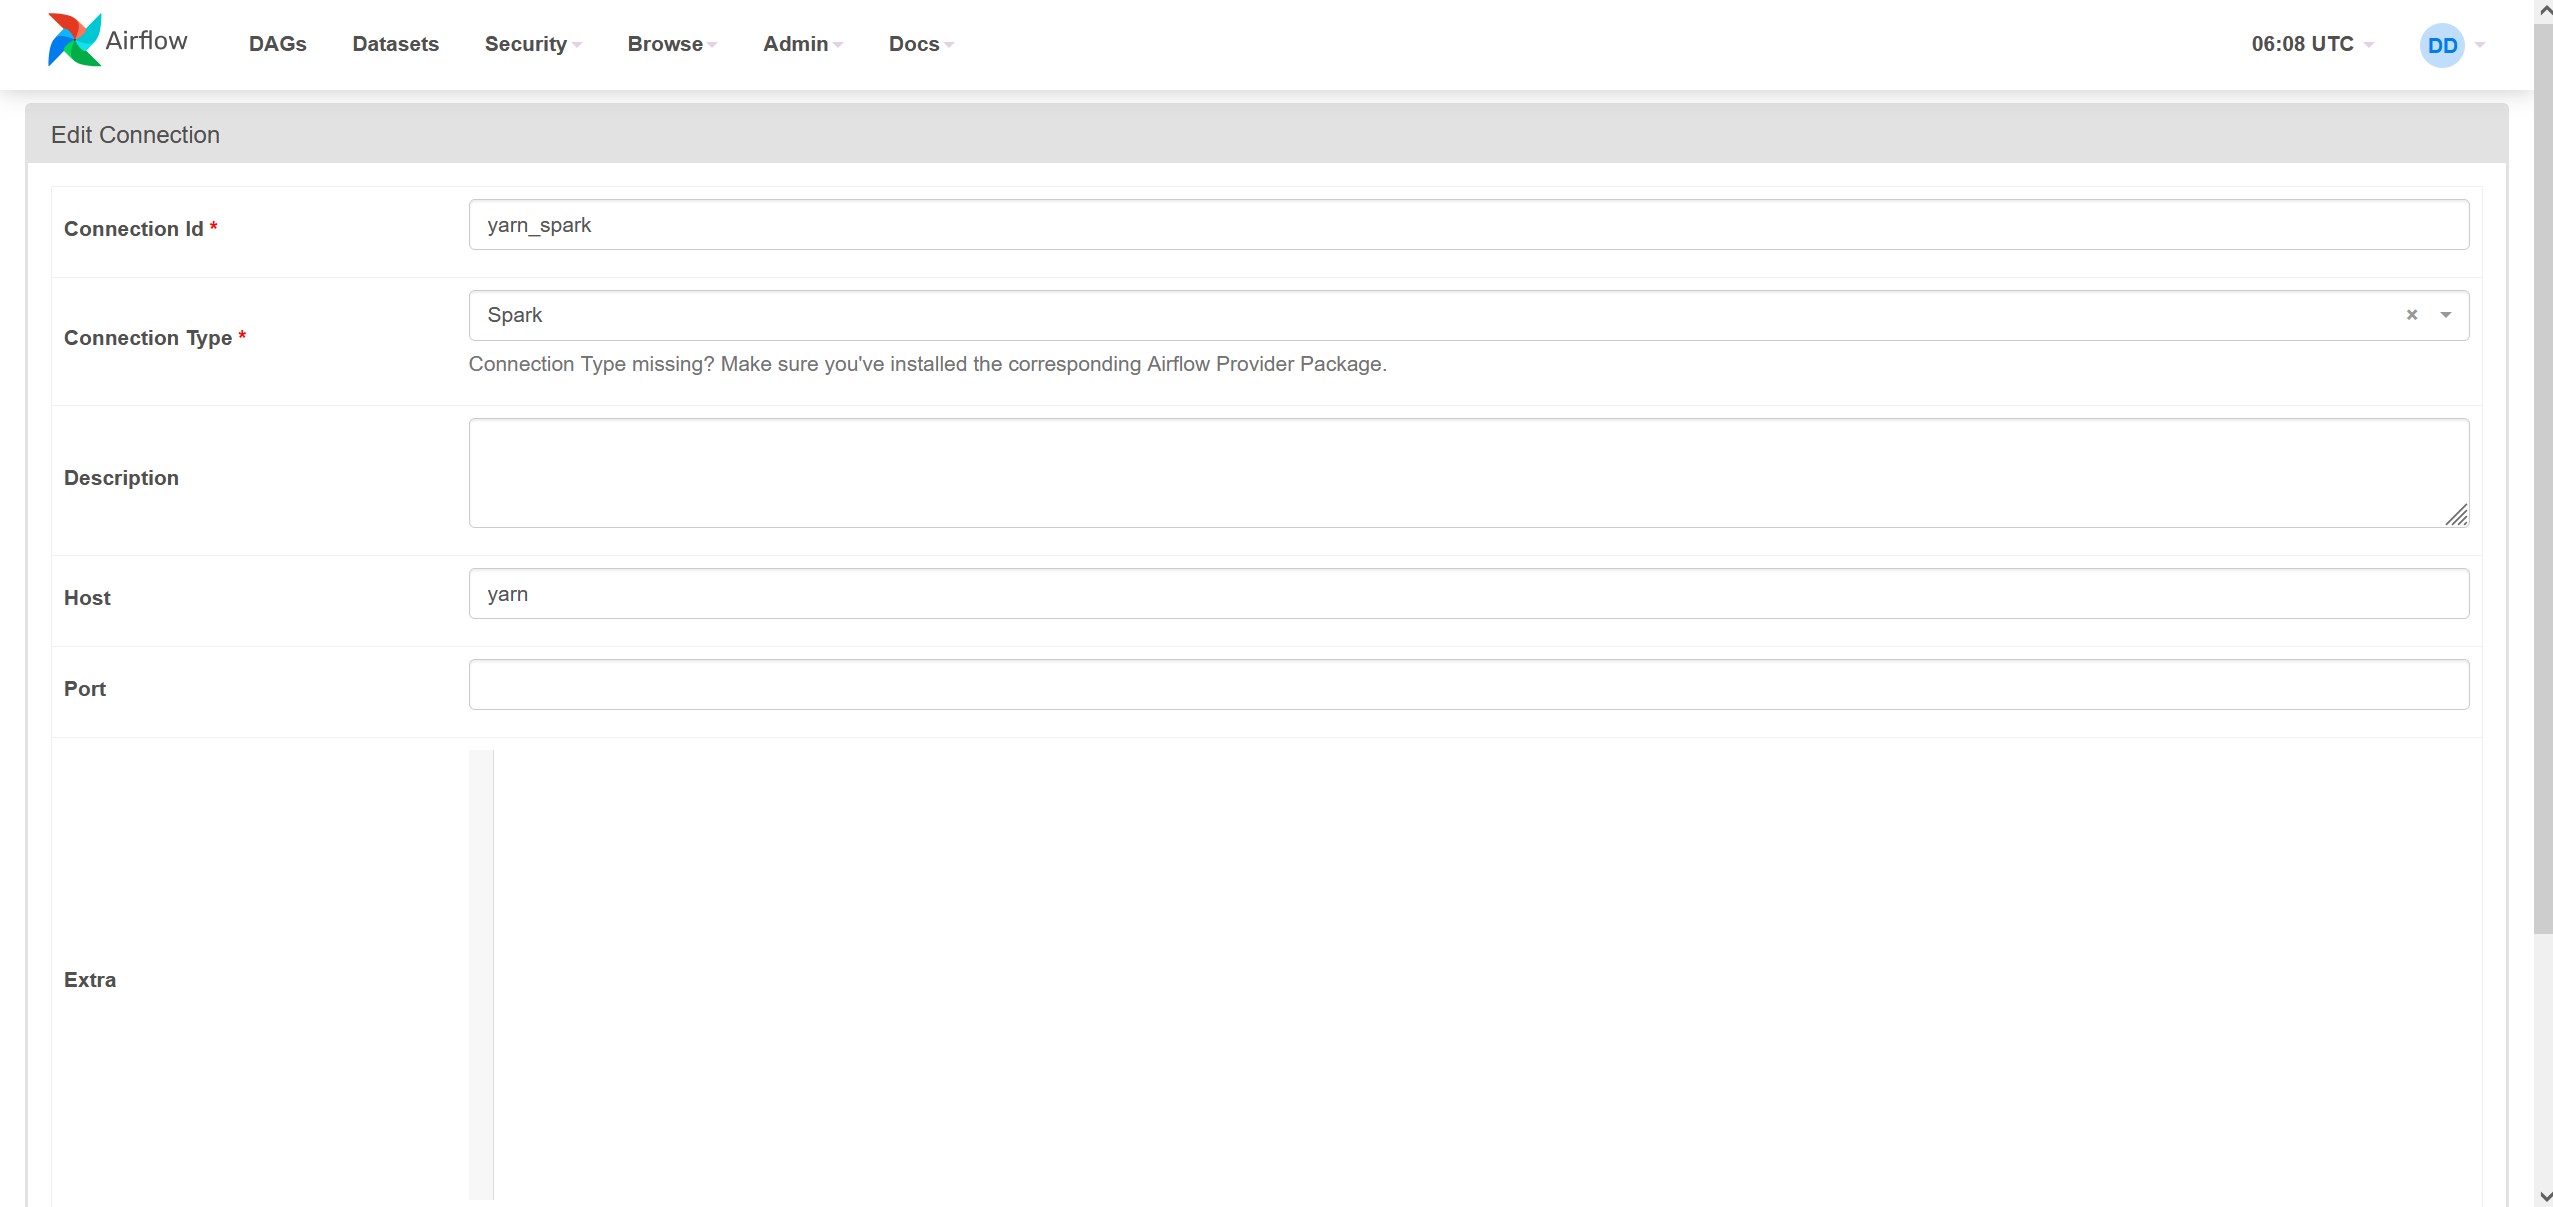 Airflow DAGs Datasets Security Browse Admin Docs 06:08 UTC DD
Edit Connection
Connection Id * yarn_spark
Connection Type * Spark × 
Connection Type missing? Make sure you've installed the corresponding Airflow Provider Package.
Description
Host yarn
Port
Extra